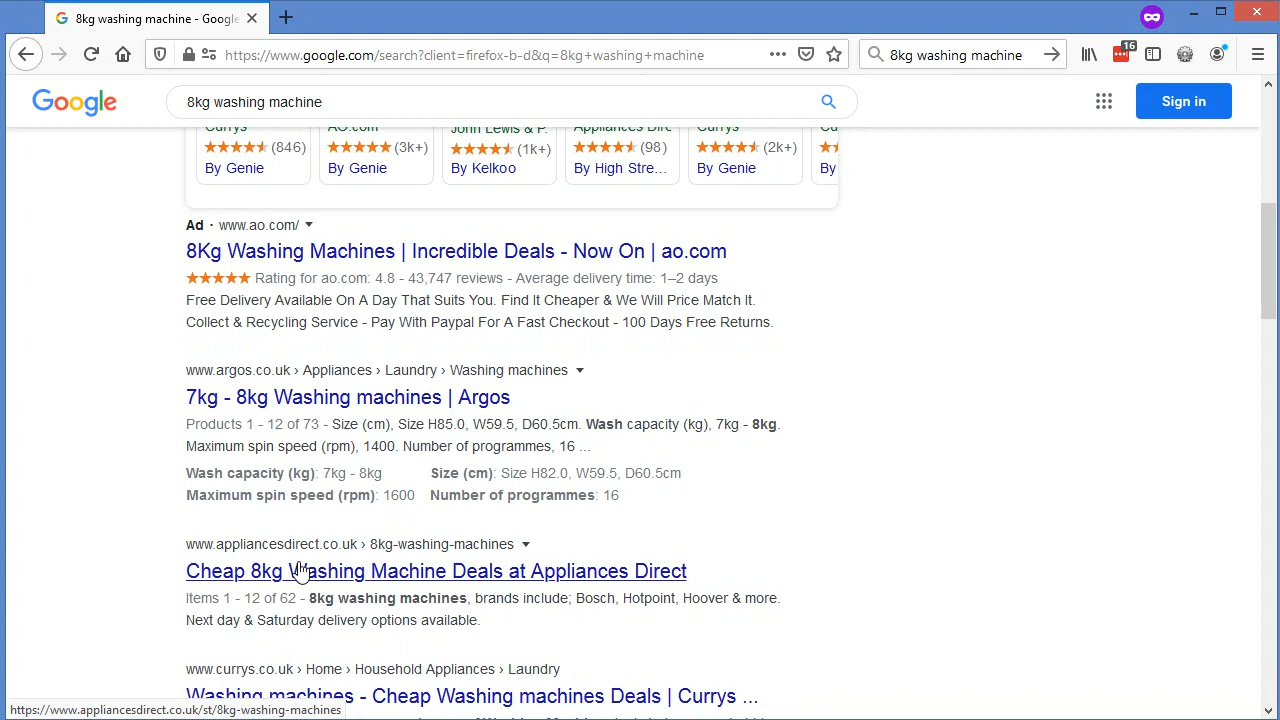 8kg washing machine - Google
https://www.google.com/search?client=firefox-b-d&q=8kg+washing+machine
8kg washing machine
16
Google
8kg washing machine
Sign in
Currys AO.com John Lewis & P. Appliances Dire Currys Cu
(846) (3k+) (1k+) (98) (2k+)
By Genie By Genie By Kelkoo By High Stre... By Genie By
Ad · www.ao.com/
8Kg Washing Machines | Incredible Deals - Now On | ao.com
Rating for ao.com: 4.8 - 43,747 reviews - Average delivery time: 1–2 days
Free Delivery Available On A Day That Suits You. Find It Cheaper & We Will Price Match It.
Collect & Recycling Service - Pay With Paypal For A Fast Checkout - 100 Days Free Returns.
www.argos.co.uk › Appliances › Laundry › Washing machines
7kg - 8kg Washing machines | Argos
Products 1 - 12 of 73 - Size (cm), Size H85.0, W59.5, D60.5cm. Wash capacity (kg), 7kg - 8kg.
Maximum spin speed (rpm), 1400. Number of programmes, 16 ...
Wash capacity (kg): 7kg - 8kg Size (cm): Size H82.0, W59.5, D60.5cm
Maximum spin speed (rpm): 1600 Number of programmes: 16
www.appliancesdirect.co.uk › 8kg-washing-machines
Cheap 8kg Washing Machine Deals at Appliances Direct
Items 1 - 12 of 62 - 8kg washing machines, brands include; Bosch, Hotpoint, Hoover & more.
Next day & Saturday delivery options available.
www.currys.co.uk › Home › Household Appliances › Laundry
Washing machines - Cheap Washing machines Deals | Currys ...
https://www.appliancesdirect.co.uk/st/8kg-washing-machines